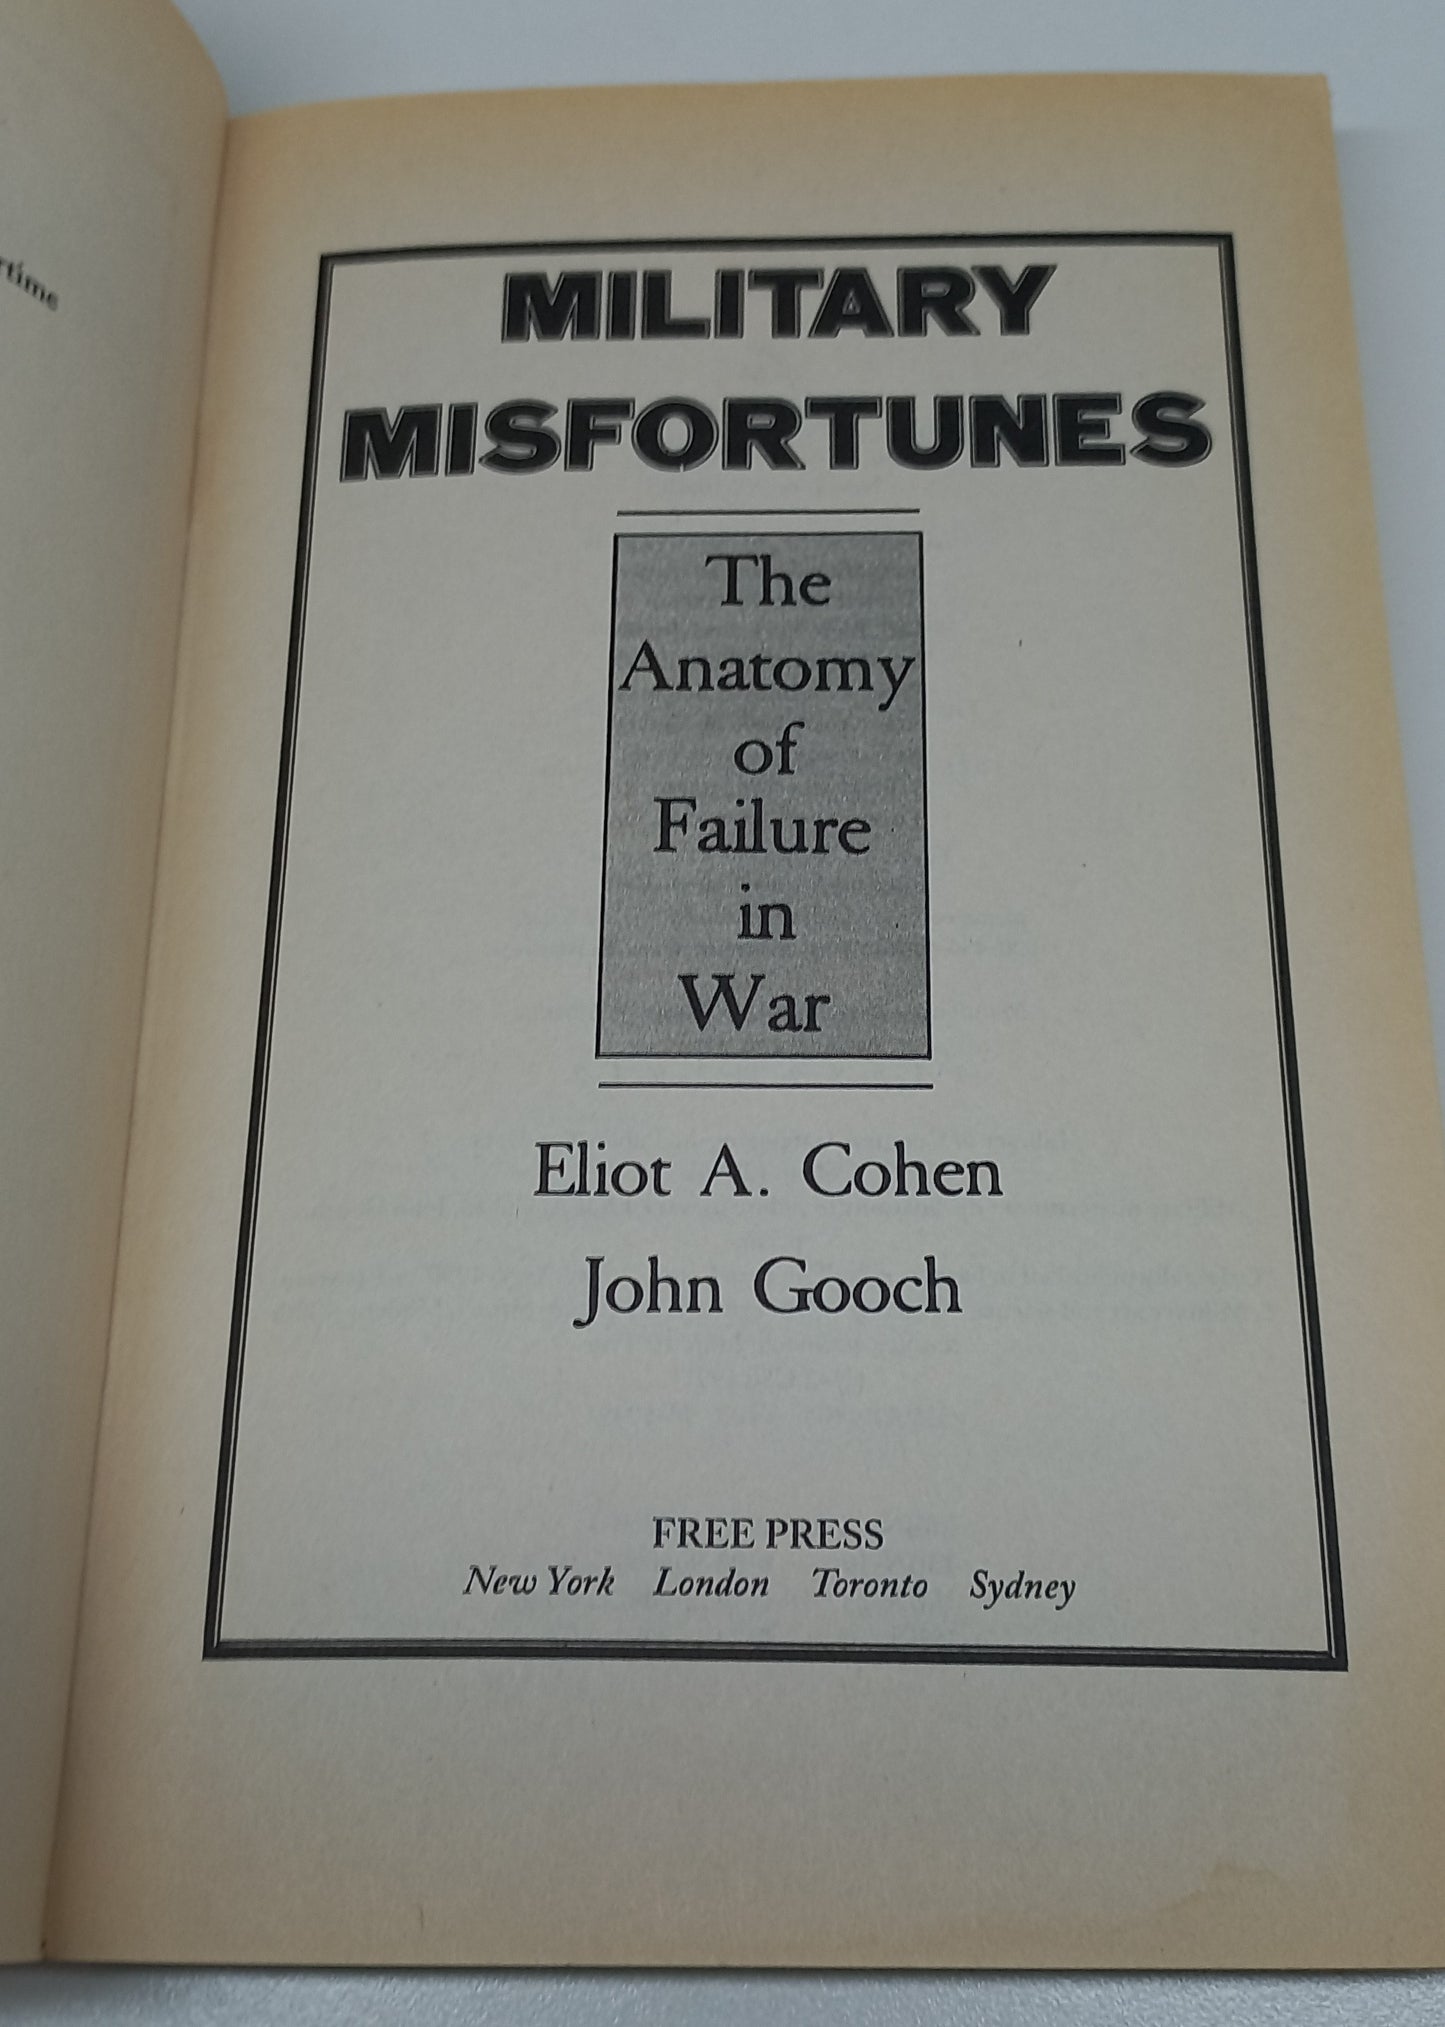 MILITARY
MISFORTUNES
The
Anatomy
of
Failure
in
War
Eliot A. Cohen
John Gooch
FREE PRESS
New York London Toronto Sydney